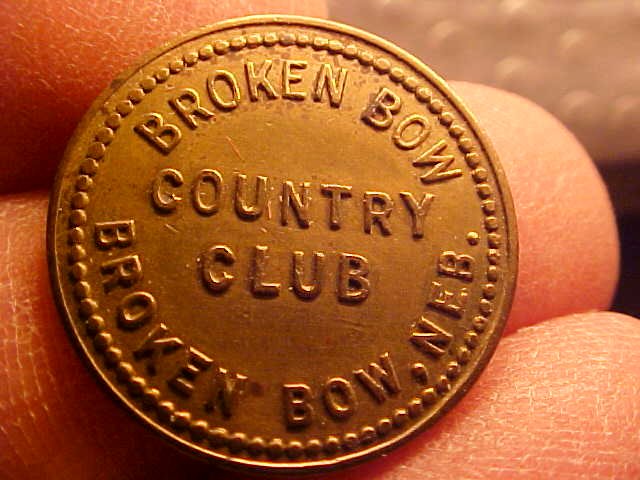 BROKEN BOW
COUNTRY
CLUB
BROKEN BOW, NEB.